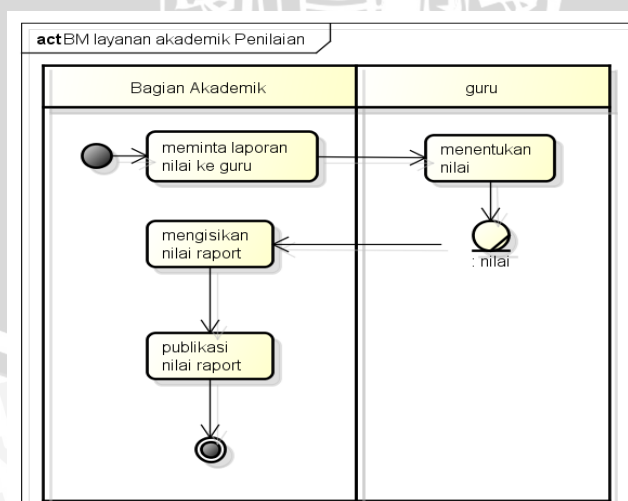 act BM layanan akademik Penilaian
Bagian Akademik
guru
meminta laporan
nilai ke guru
menentukan
nilai
: nilai
mengisikan
nilai raport
publikasi
nilai raport